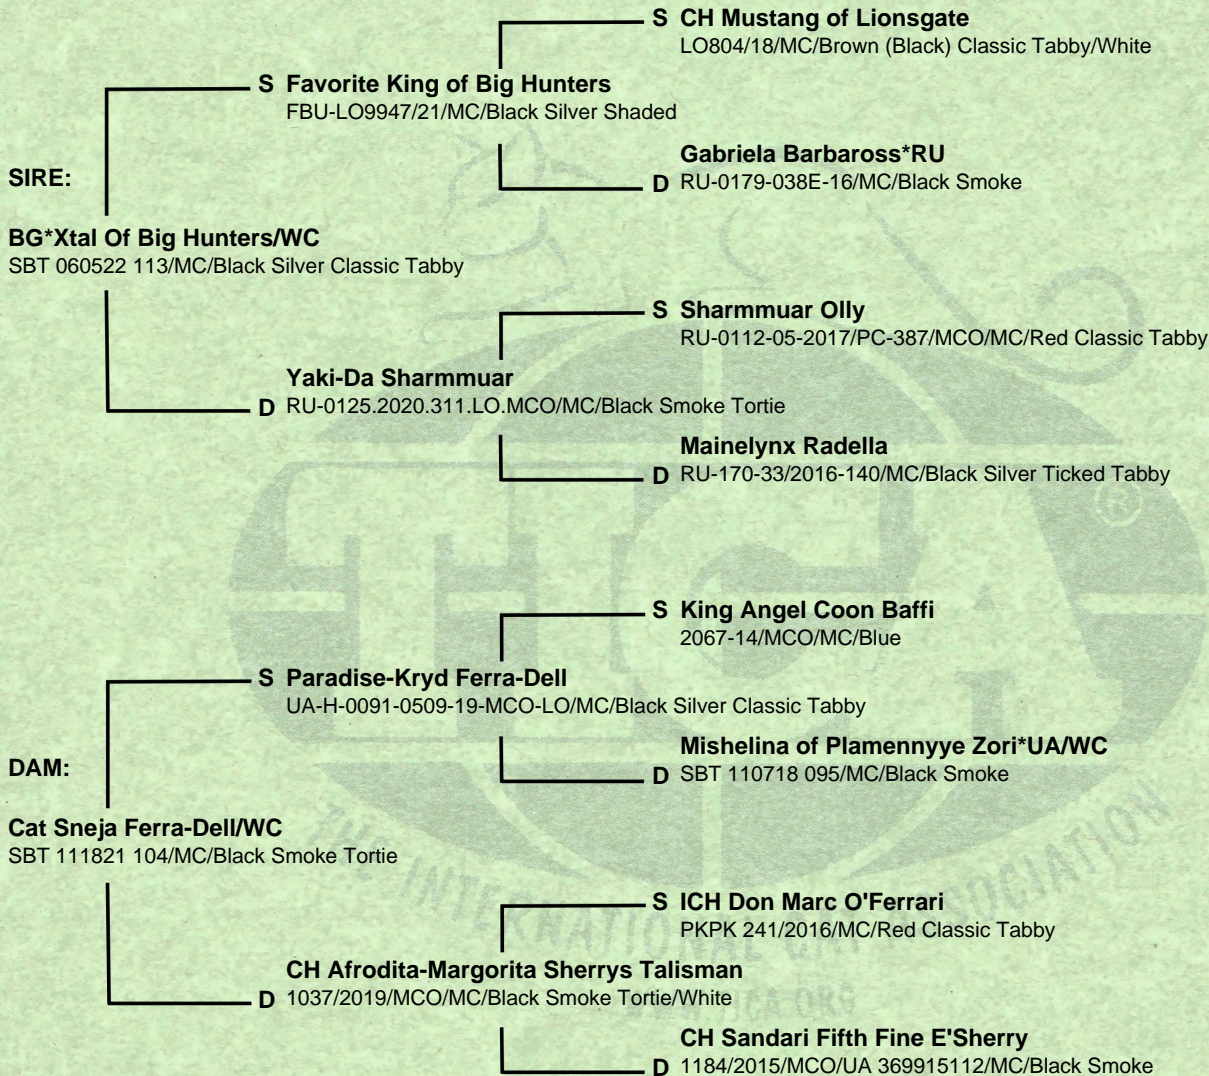 S CH Mustang of Lionsgate
LO804/18/MC/Brown (Black) Classic Tabby/White
S Favorite King of Big Hunters
FBU-LO9947/21/MC/Black Silver Shaded
Gabriela Barbaross*RU
D RU-0179-038E-16/MC/Black Smoke
SIRE:
BG*Xtal Of Big Hunters/WC
SBT 060522 113/MC/Black Silver Classic Tabby
S Sharmmuar Olly
RU-0112-05-2017/PC-387/MCO/MC/Red Classic Tabby
Yaki-Da Sharmmuar
D RU-0125.2020.311.LO.MCO/MC/Black Smoke Tortie
Mainelynx Radella
D RU-170-33/2016-140/MC/Black Silver Ticked Tabby
®
TICA
S King Angel Coon Baffi
2067-14/MCO/MC/Blue
S Paradise-Kryd Ferra-Dell
UA-H-0091-0509-19-MCO-LO/MC/Black Silver Classic Tabby
Mishelina of Plamennyye Zori*UA/WC
D SBT 110718 095/MC/Black Smoke
DAM:
Cat Sneja Ferra-Dell/WC
SBT 111821 104/MC/Black Smoke Tortie
THE INTERNATIONAL CAT ASSOCIATION
S ICH Don Marc O'Ferrari
PKPK 241/2016/MC/Red Classic Tabby
CH Afrodita-Margorita Sherrys Talisman
D 1037/2019/MCO/MC/Black Smoke Tortie/White
WWW.TICA.ORG
CH Sandari Fifth Fine E'Sherry
D 1184/2015/MCO/UA 369915112/MC/Black Smoke